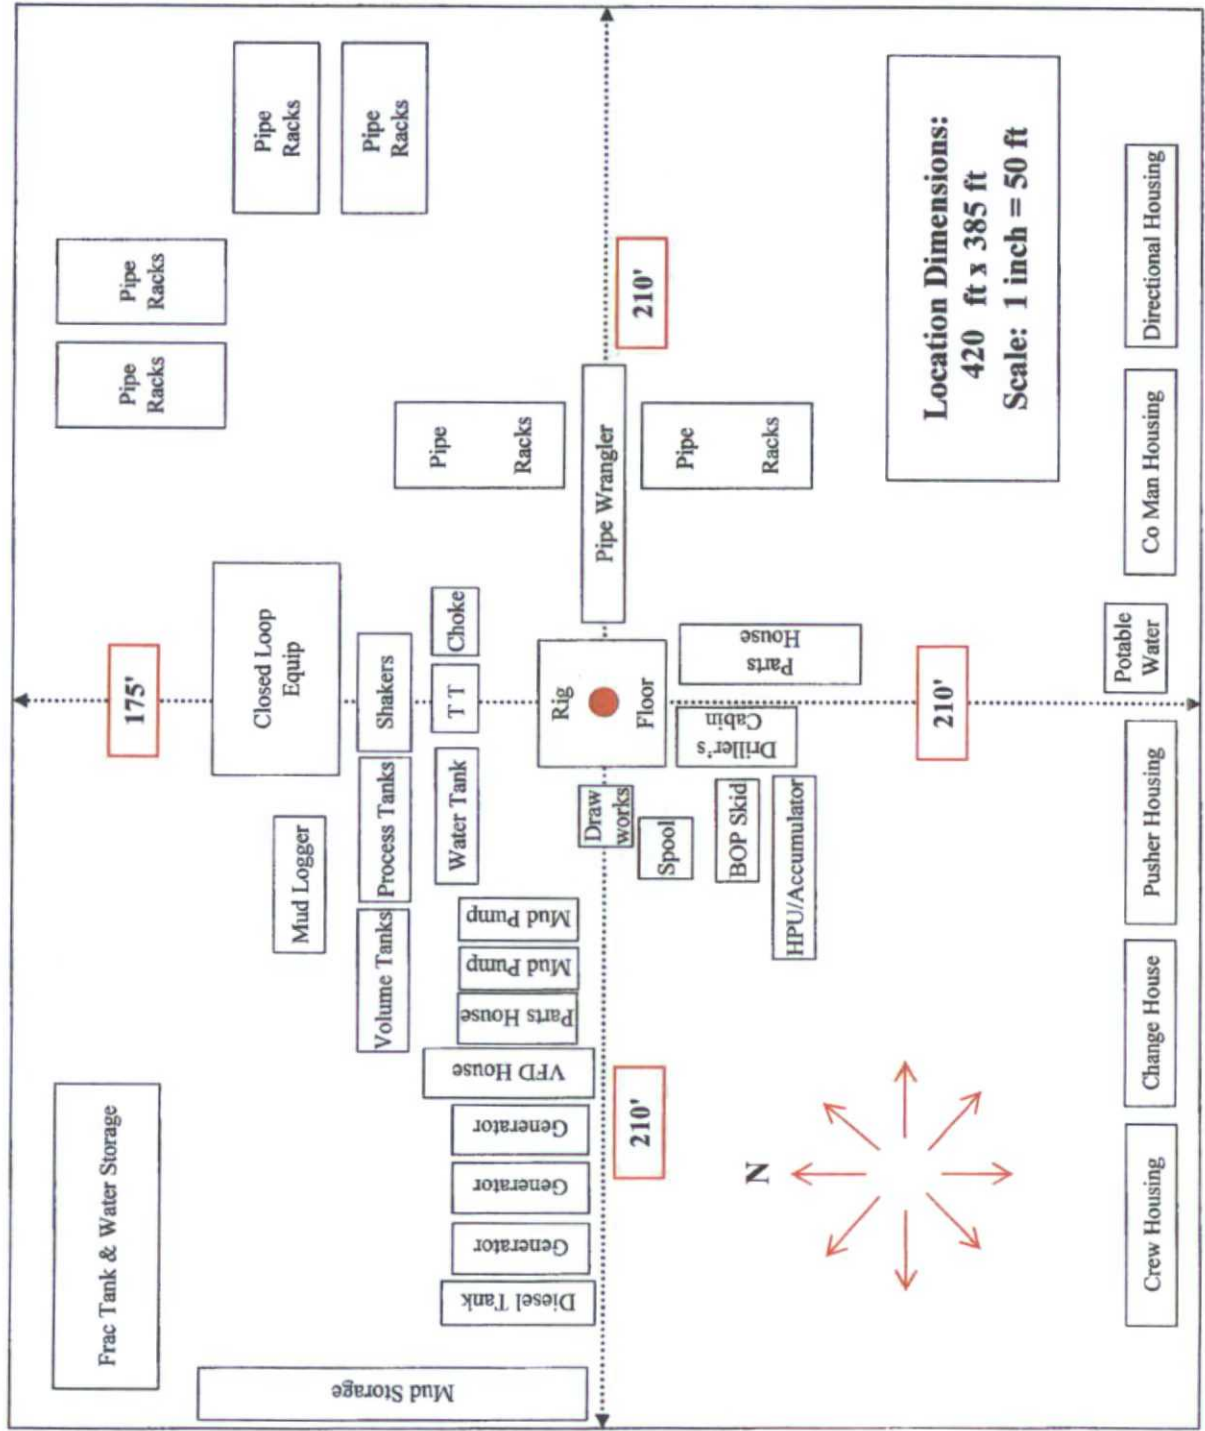 Frac Tank & Water Storage
Mud Storage
Diesel Tank
Generator
Generator
Generator
VFD House
Parts House
Mud Pump
Mud Pump
Volume Tanks
Process Tanks
Shakers
Mud Logger
Closed Loop
Equip
175'
Water Tank
T T
Choke
Rig
Floor
Draw
works
Spool
BOP Skid
HPU/Accumulator
Driller's
Cabin
Parts
House
Pipe Wrangler
Pipe
Racks
Pipe
Racks
Pipe
Racks
Pipe
Racks
Pipe
Racks
Pipe
Racks
210'
210'
210'
N
Location Dimensions:
420 ft x 385 ft
Scale: 1 inch = 50 ft
Crew Housing
Change House
Pusher Housing
Potable
Water
Co Man Housing
Directional Housing